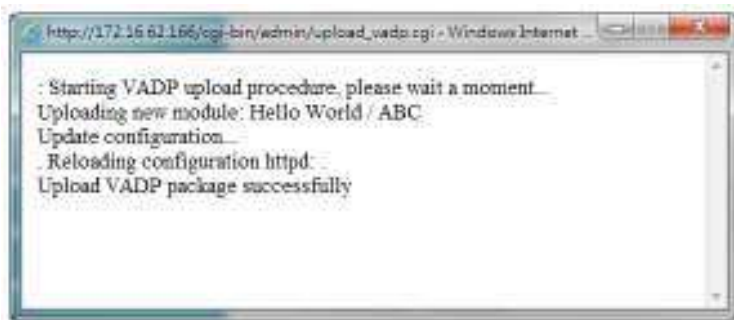 http://172.16.62.166/cgi-bin/admin/upload_vadp.cgi - Windows Internet ...
: Starting VADP upload procedure, please wait a moment...
Uploading new module: Hello World / ABC
Update configuration...
. Reloading configuration httpd: .
Upload VADP package successfully